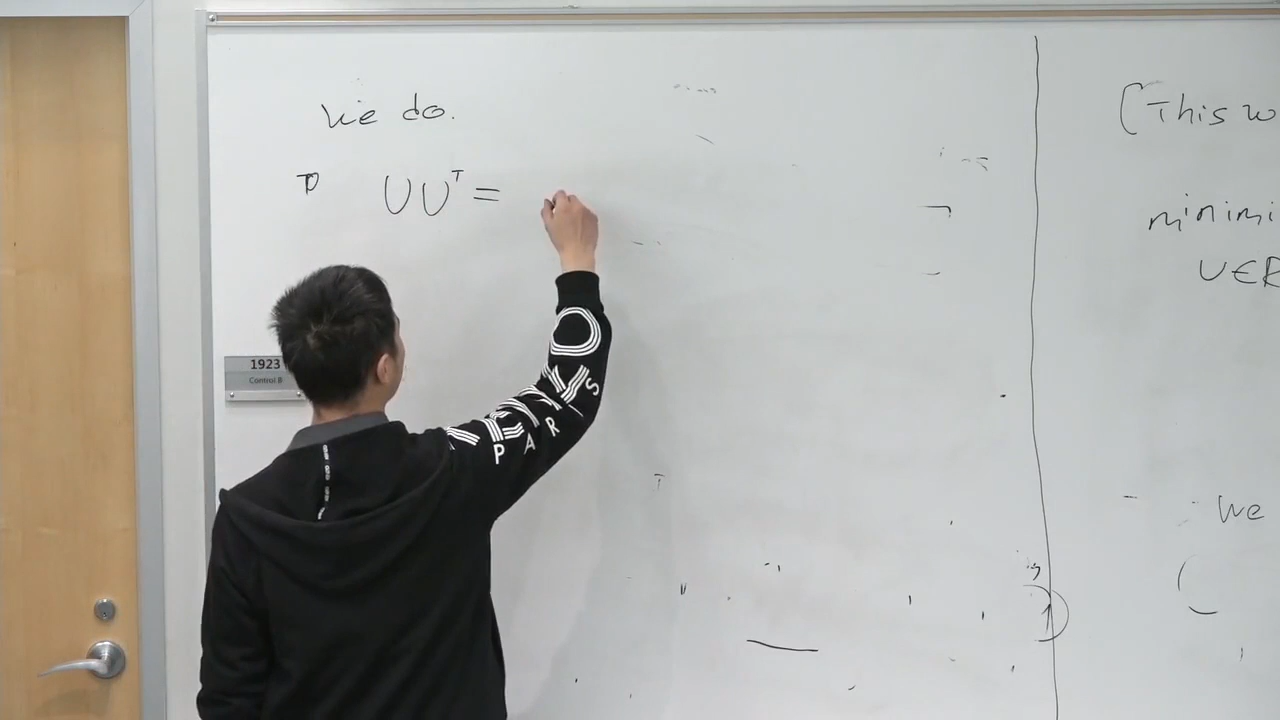 We do.
UU^T =
(This w
minimi
U∈R
We
1923
Control B
PARIS